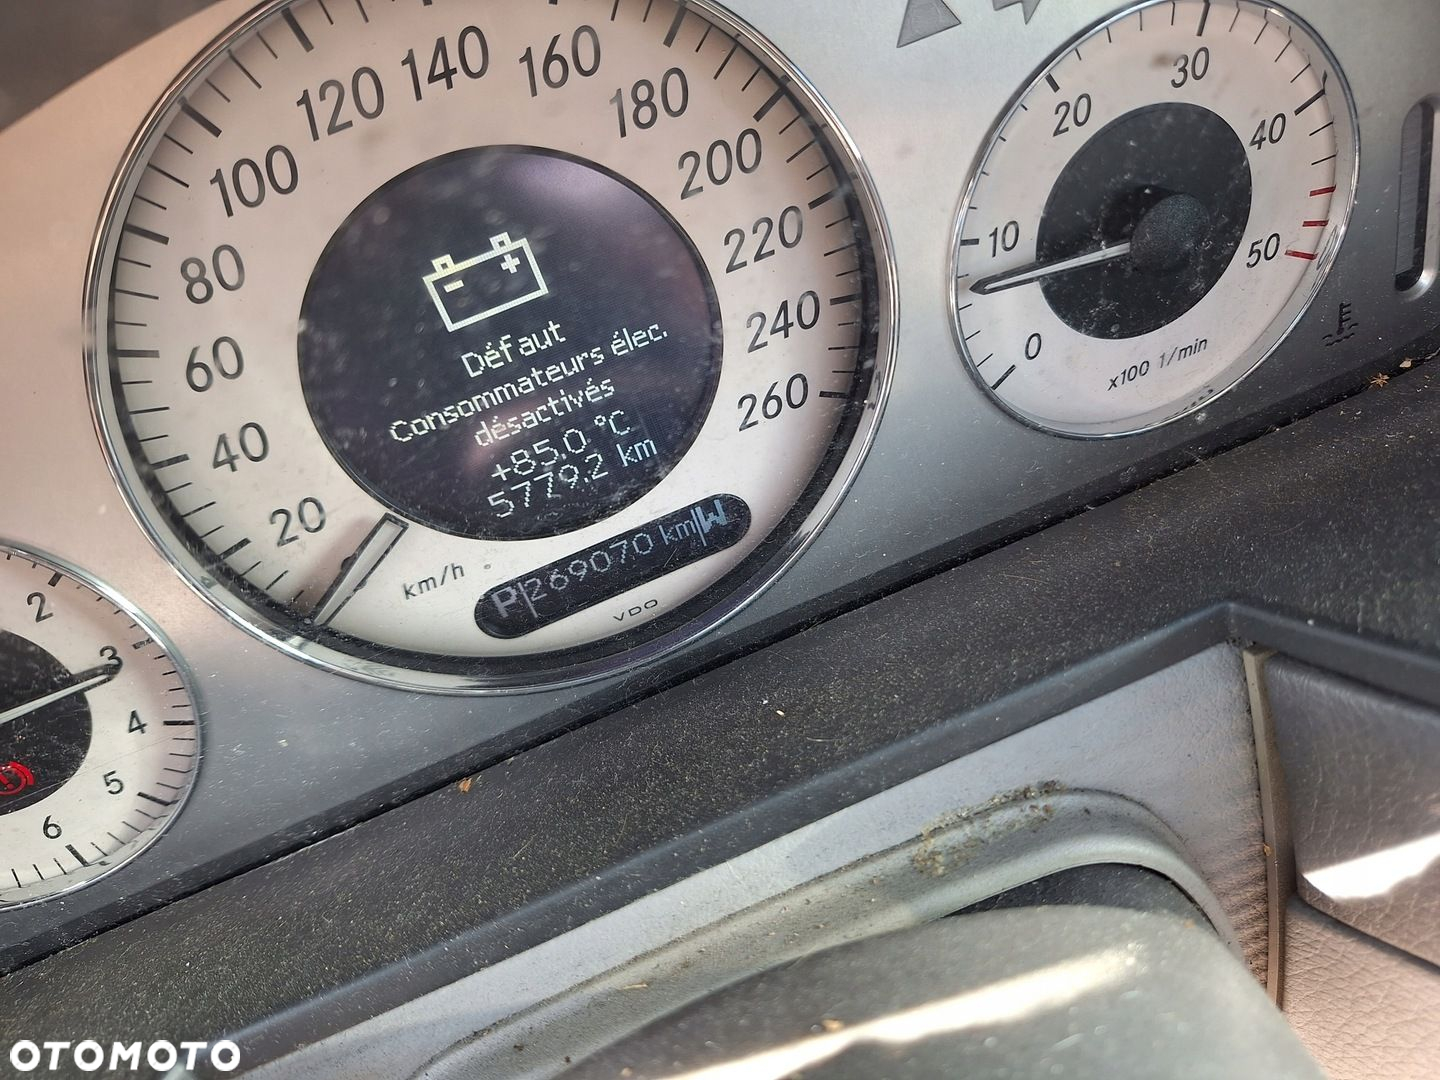 20
40
60
80
100
120
140
160
180
200
220
240
260
Défaut
Consommateurs élec.
désactivés
+85.0 °C
5779.2 km
km/h
P 269070 km W
VDO
0
10
20
30
40
50
x100 1/min
2
3
4
5
6
E
OTOMOTO